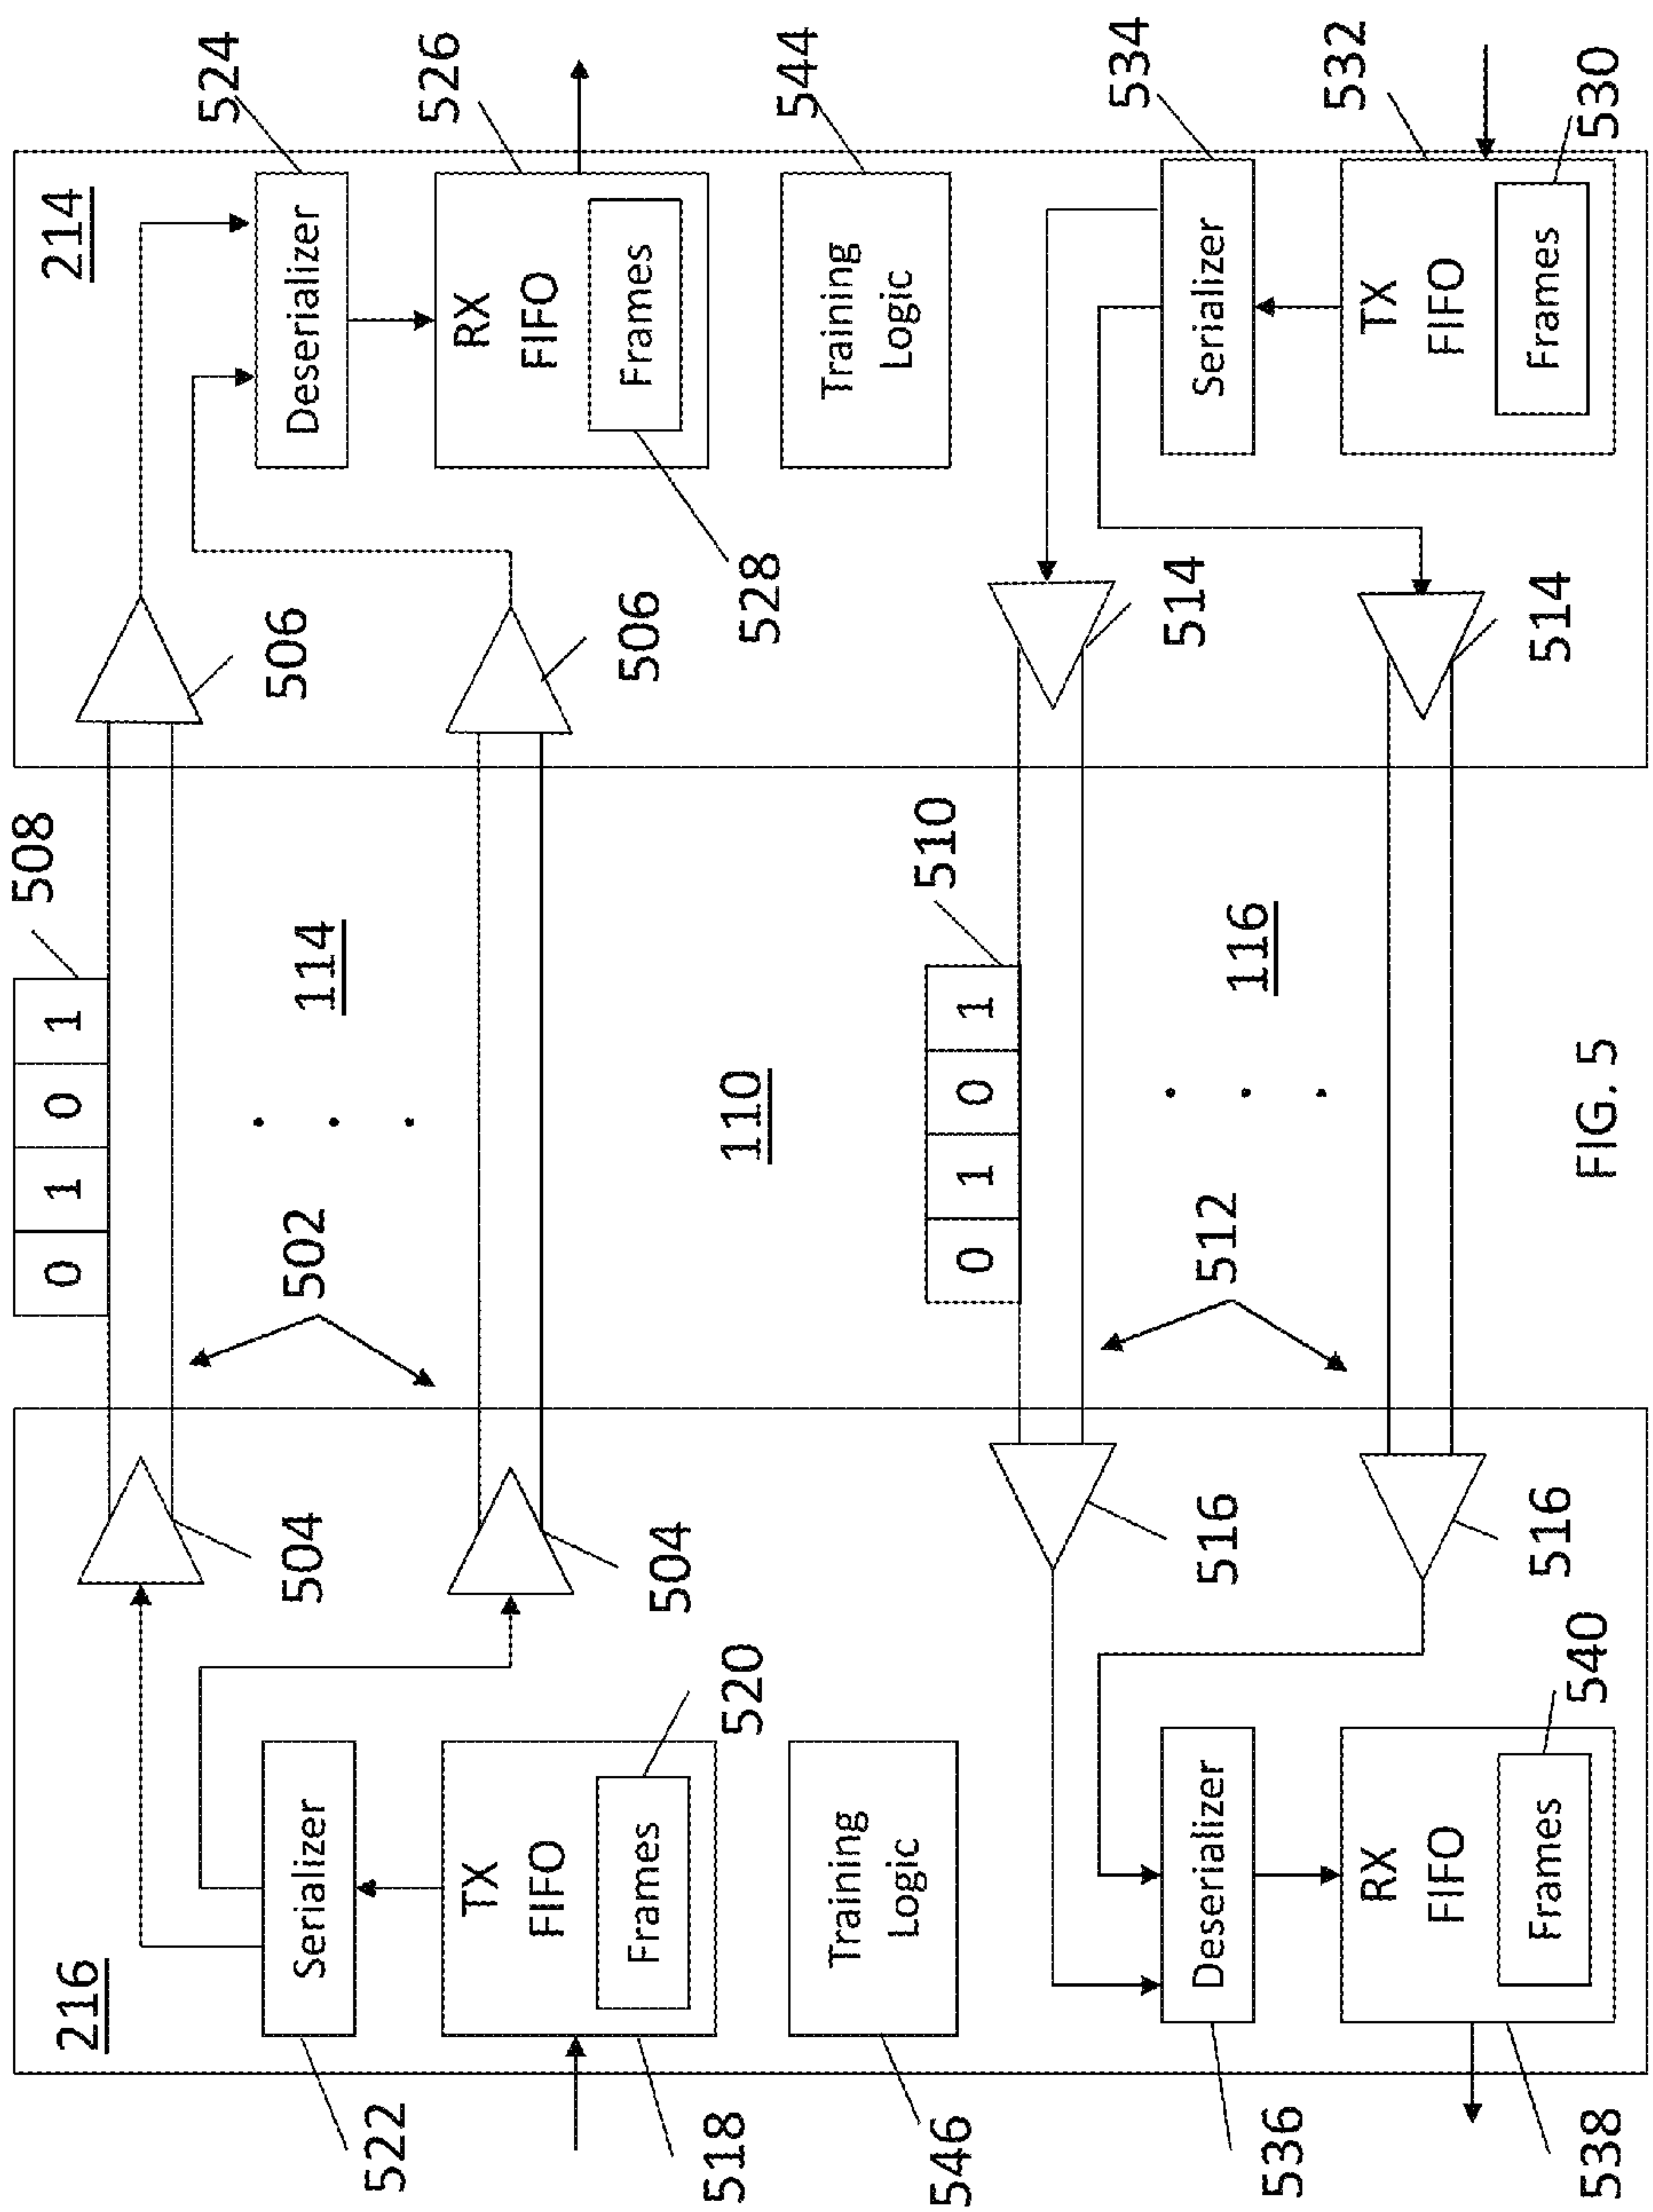 216
522
Serializer
518
TX
FIFO
Frames
520
546
Training
Logic
504
504
0 1 0 1
508
502
114
110
506
506
214
524
Deserializer
526
RX
FIFO
Frames
528
544
Training
Logic
536
Deserializer
538
RX
FIFO
Frames
540
516
516
0 1 0 1
510
512
116
514
514
534
Serializer
532
TX
FIFO
Frames
530
FIG. 5